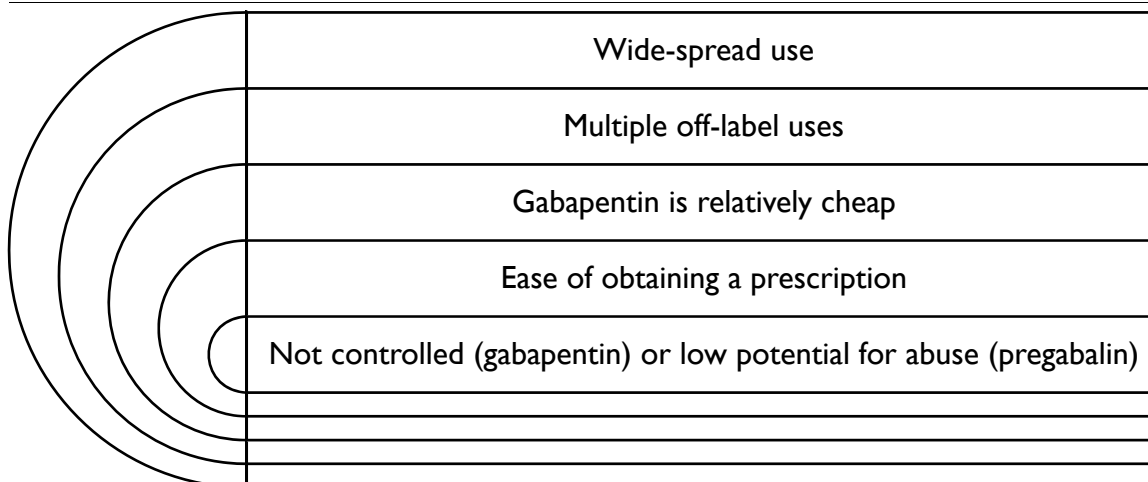 Wide-spread use
Multiple off-label uses
Gabapentin is relatively cheap
Ease of obtaining a prescription
Not controlled (gabapentin) or low potential for abuse (pregabalin)